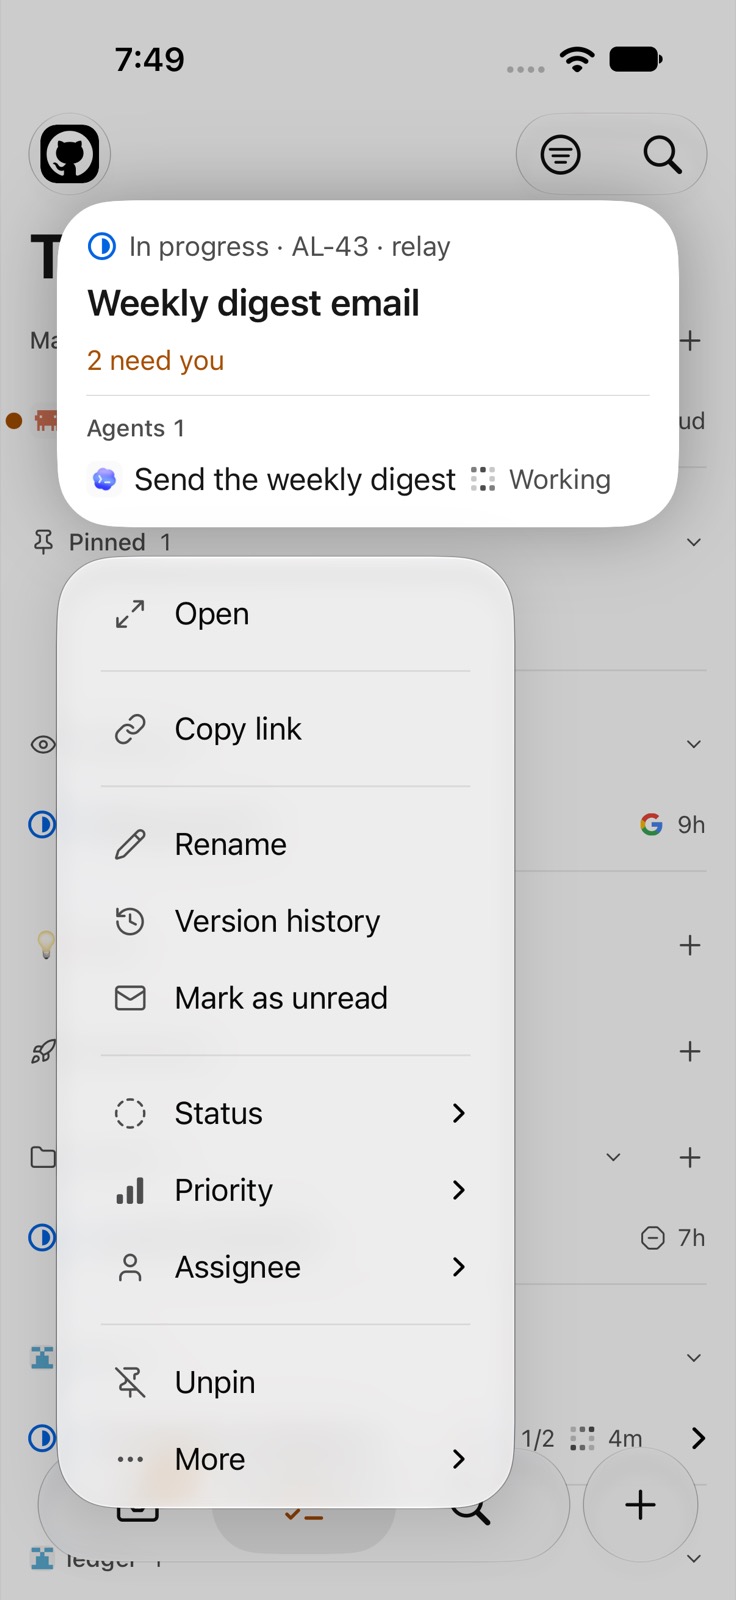 7:49
In progress · AL-43 · relay
Weekly digest email
2 need you
Agents 1
Send the weekly digest Working
Pinned 1
Open
Copy link
9h
Rename
Version history
Mark as unread
Status
Priority
Assignee
7h
Unpin
More
1/2 4m
ledger